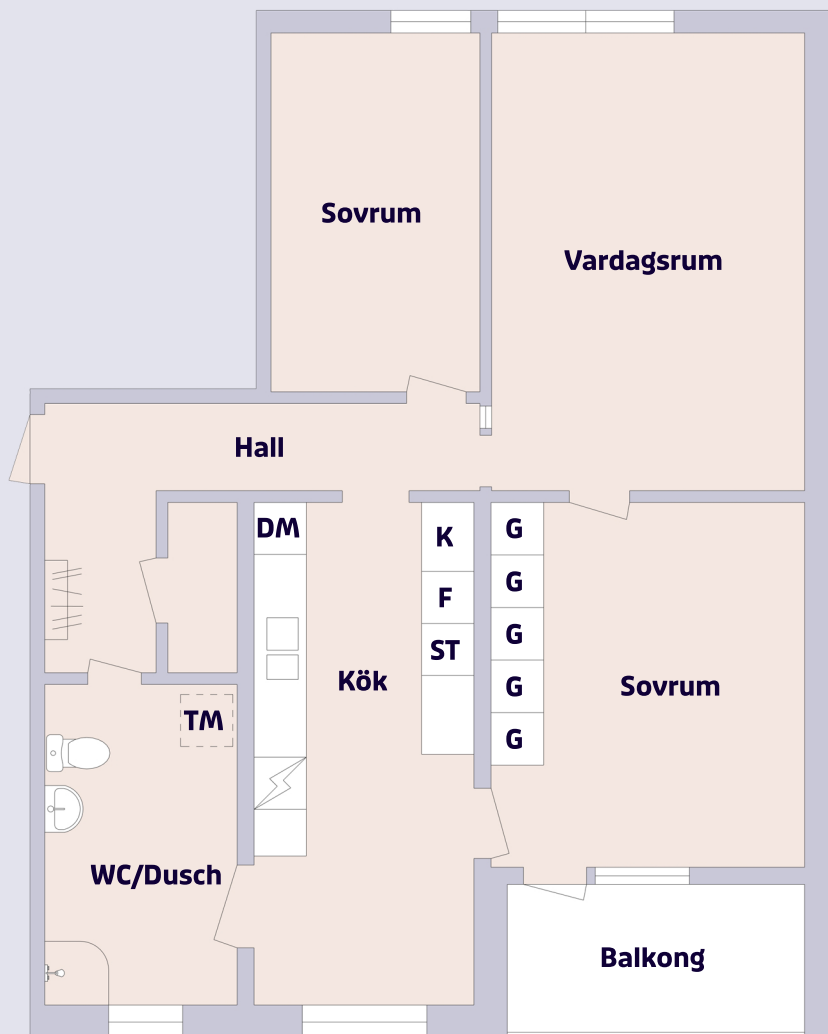 Sovrum
Vardagsrum
Hall
DM
K
G
F
G
ST
G
Kök
Sovrum
G
TM
G
WC/Dusch
Balkong